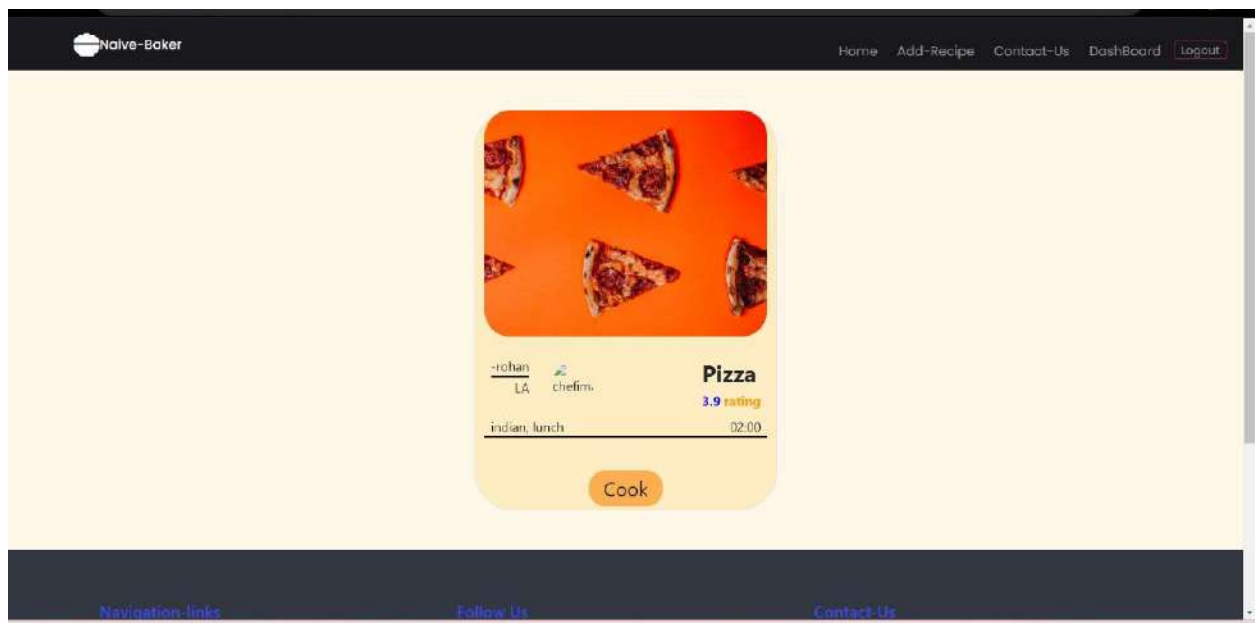 Naive-Baker
Home Add-Recipe Contact-Us DashBoard Logout
-rohan
LA
chefim
Pizza
3.9 rating
indian, lunch 02:00
Cook
Navigation-links Follow Us Contact-Us